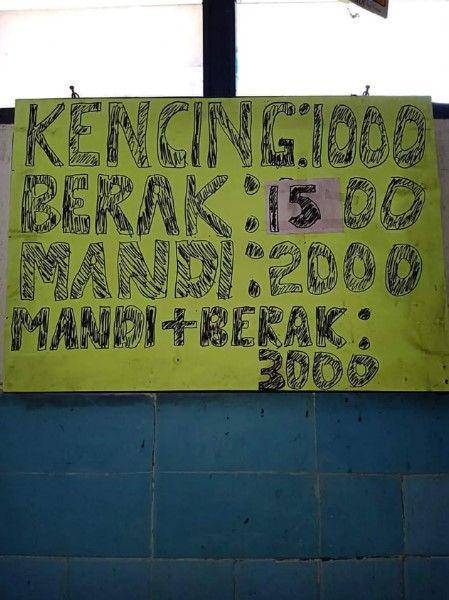 KENCING:1000
BERAK:1500
MANDI:2000
MANDI+BERAK:
3000